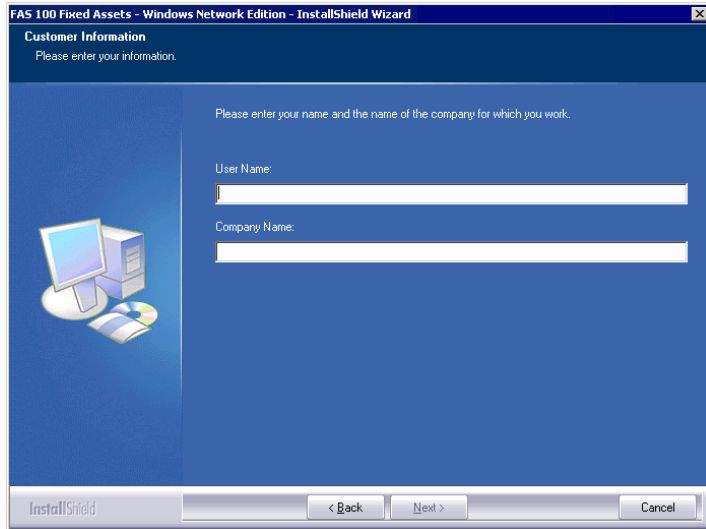 FAS 100 Fixed Assets - Windows Network Edition - InstallShield Wizard
Customer Information
Please enter your information.
Please enter your name and the name of the company for which you work.
User Name:
Company Name:
InstallShield
< Back
Next >
Cancel